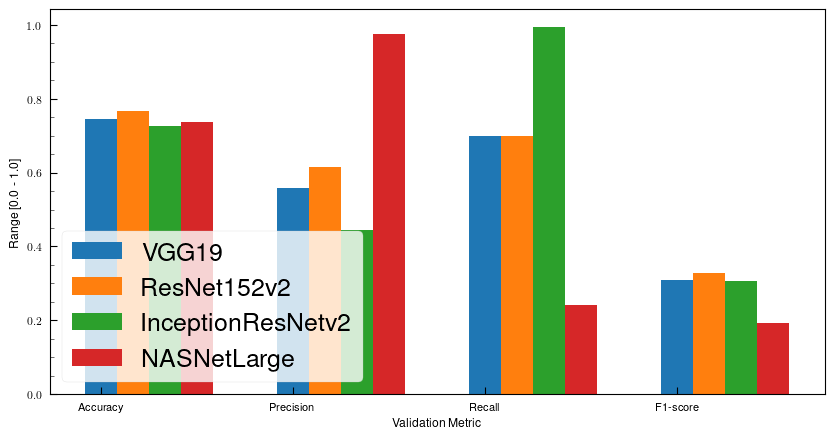 1.0
0.8
0.6
0.4
0.2
0.0
Range [0.0 - 1.0]
VGG19
ResNet152v2
InceptionResNetv2
NASNetLarge
Accuracy Precision Recall F1-score
Validation Metric